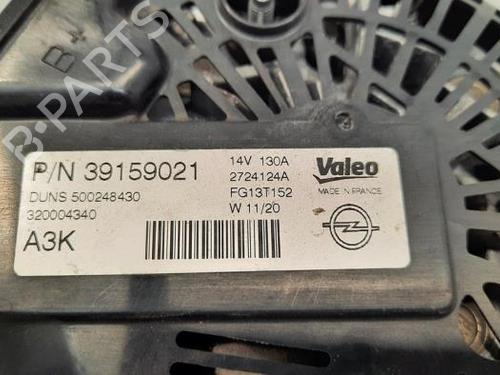 B+
B-PARTS
P/N 39159021
DUNS 500248430
320004340
A3K
14V 130A
2724124A
FG13T152
W 11/20
Valeo
MADE IN FRANCE